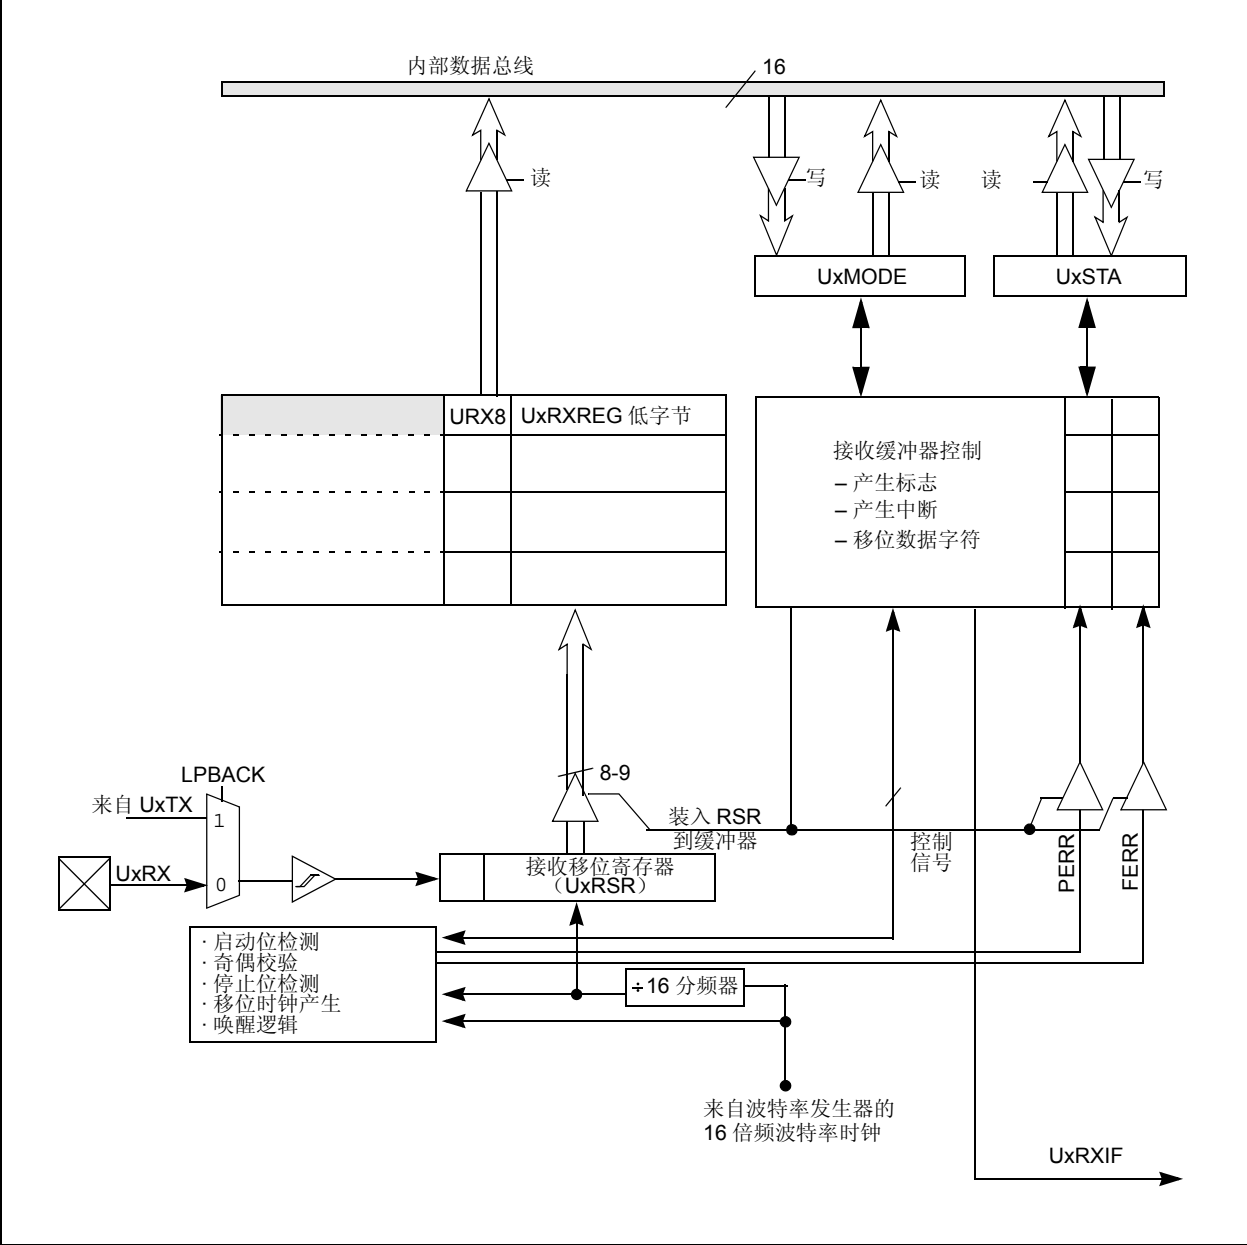 内部数据总线
16
读
写
读
读
写
UxMODE
UxSTA
URX8
UxRXREG 低字节
接收缓冲器控制
– 产生标志
– 产生中断
– 移位数据字符
LPBACK
8-9
来自 UxTX
1
装入 RSR
到缓冲器
控制
信号
PERR
FERR
UxRX
0
接收移位寄存器
（UxRSR）
· 启动位检测
· 奇偶校验
· 停止位检测
· 移位时钟产生
· 唤醒逻辑
÷16 分频器
来自波特率发生器的
16 倍频波特率时钟
UxRXIF